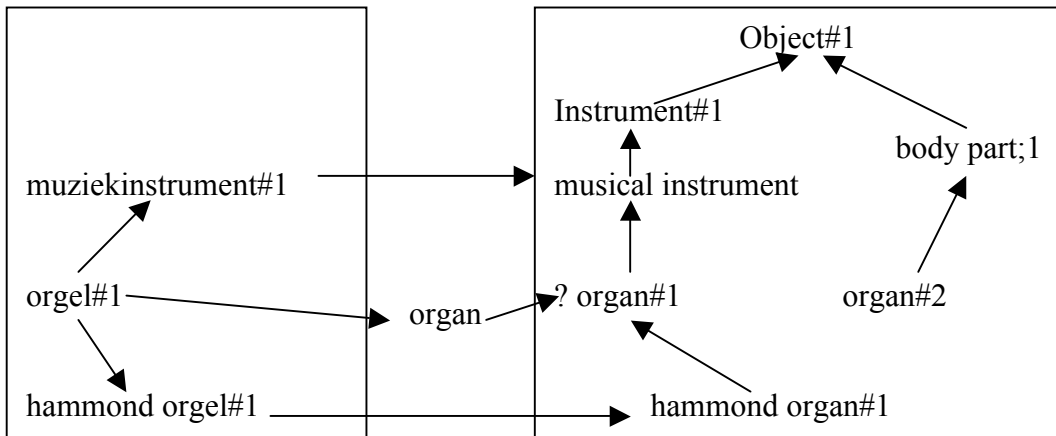 Object#1
Instrument#1
body part;1
muziekinstrument#1
musical instrument
orgel#1
organ
? organ#1
organ#2
hammond orgel#1
hammond organ#1